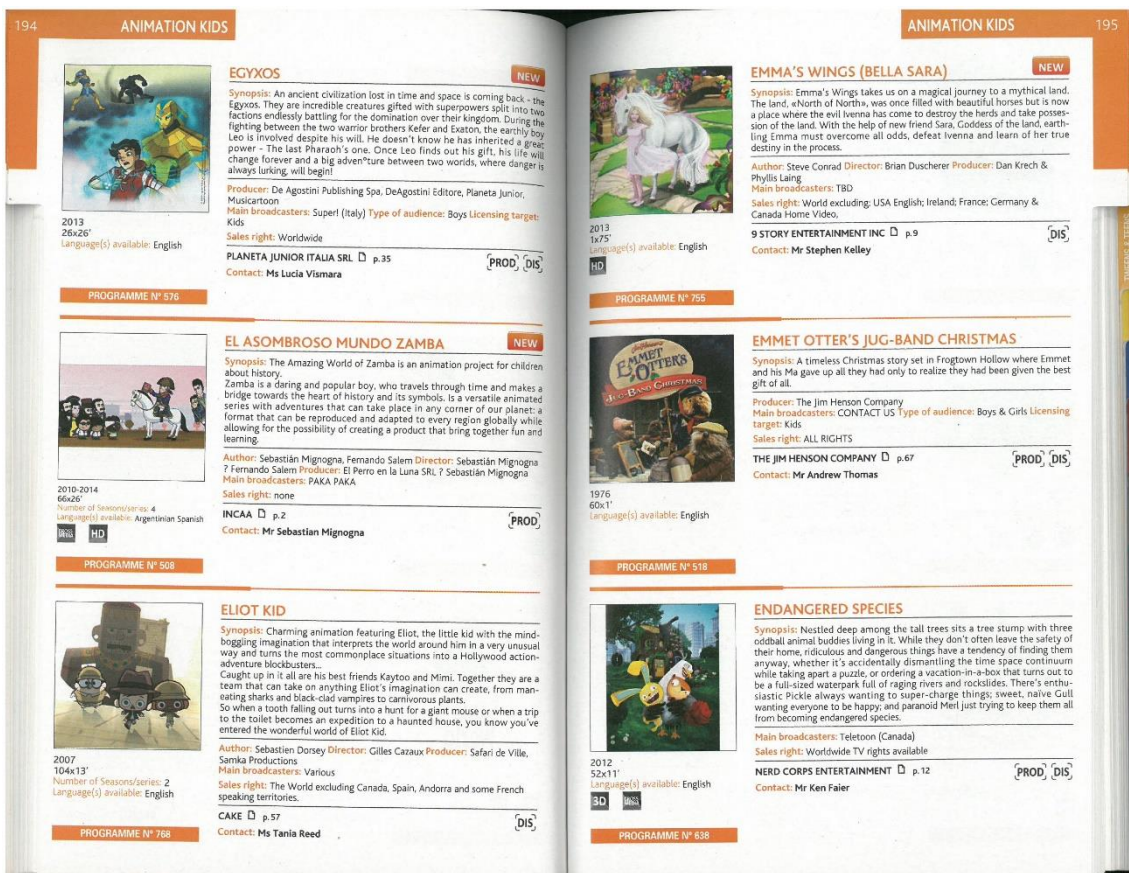 194
ANIMATION KIDS
EGYXOS
NEW
Synopsis: An ancient civilization lost in time and space is coming back - the
Egyxos. They are incredible creatures gifted with superpowers split into two
factions endlessly battling for the domination over their kingdom. During the
fighting between the two warrior brothers Kefer and Exaton, the earthly boy
Leo is involved despite his will. He doesn't know he has inherited a great
power - The last Pharaoh's one. Once Leo finds out his gift, his life will
change forever and a big adven°ture between two worlds, where danger is
always lurking, will begin!
Producer: De Agostini Publishing Spa, DeAgostini Editore, Planeta Junior,
Musicartoon
Main broadcasters: Super! (Italy) Type of audience: Boys Licensing target:
Kids
Sales right: Worldwide
PLANETA JUNIOR ITALIA SRL p.35
PROD DIS
Contact: Ms Lucia Vismara
2013
26x26'
Language(s) available: English
PROGRAMME N° 576
EL ASOMBROSO MUNDO ZAMBA
NEW
Synopsis: The Amazing World of Zamba is an animation project for children
about history.
Zamba is a daring and popular boy, who travels through time and makes a
bridge towards the heart of history and its symbols. Is a versatile animated
series with adventures that can take place in any corner of our planet: a
format that can be reproduced and adapted to every region globally while
allowing for the possibility of creating a product that bring together fun and
learning.
Author: Sebastián Mignogna, Fernando Salem Director: Sebastián Mignogna
? Fernando Salem Producer: El Perro en la Luna SRL ? Sebastián Mignogna
Main broadcasters: PAKA PAKA
Sales right: none
INCAA p.2
PROD
Contact: Mr Sebastian Mignogna
2010-2014
66x26'
Number of Seasons/series: 4
Language(s) available: Argentinian Spanish
HD
PROGRAMME N° 508
ELIOT KID
Synopsis: Charming animation featuring Eliot, the little kid with the mind-
boggling imagination that interprets the world around him in a very unusual
way and turns the most commonplace situations into a Hollywood action-
adventure blockbusters...
Caught up in it all are his best friends Kaytoo and Mimi. Together they are a
team that can take on anything Eliot's imagination can create, from man-
eating sharks and black-clad vampires to carnivorous plants.
So when a tooth falling out turns into a hunt for a giant mouse or when a trip
to the toilet becomes an expedition to a haunted house, you know you've
entered the wonderful world of Eliot Kid.
Author: Sebastien Dorsey Director: Gilles Cazaux Producer: Safari de Ville,
Samka Productions
Main broadcasters: Various
Sales right: The World excluding Canada, Spain, Andorra and some French
speaking territories.
CAKE p.57
DIS
Contact: Ms Tania Reed
2007
104x13'
Number of Seasons/series: 2
Language(s) available: English
PROGRAMME N° 768
ANIMATION KIDS
195
EMMA'S WINGS (BELLA SARA)
NEW
Synopsis: Emma's Wings takes us on a magical journey to a mythical land.
The land, «North of North», was once filled with beautiful horses but is now
a place where the evil Ivenna has come to destroy the herds and take posses-
sion of the land. With the help of new friend Sara, Goddess of the land, earth-
ling Emma must overcome all odds, defeat Ivenna and learn of her true
destiny in the process.
Author: Steve Conrad Director: Brian Duscherer Producer: Dan Krech &
Phyllis Laing
Main broadcasters: TBD
Sales right: World excluding: USA English; Ireland; France; Germany &
Canada Home Video,
9 STORY ENTERTAINMENT INC p.9
DIS
Contact: Mr Stephen Kelley
2013
1x75'
Language(s) available: English
HD
PROGRAMME N° 755
TWEENS & TEENS
EMMET OTTER'S JUG-BAND CHRISTMAS
Synopsis: A timeless Christmas story set in Frogtown Hollow where Emmet
and his Ma gave up all they had only to realize they had been given the best
gift of all.
Producer: The Jim Henson Company
Main broadcasters: CONTACT US Type of audience: Boys & Girls Licensing
target: Kids
Sales right: ALL RIGHTS
THE JIM HENSON COMPANY p.67
PROD DIS
Contact: Mr Andrew Thomas
EMMET
OTTER'S
JUG-BAND CHRISTMAS
1976
60x1'
Language(s) available: English
PROGRAMME N° 518
ENDANGERED SPECIES
Synopsis: Nestled deep among the tall trees sits a tree stump with three
oddball animal buddies living in it. While they don't often leave the safety of
their home, ridiculous and dangerous things have a tendency of finding them
anyway, whether it's accidentally dismantling the time space continuum
while taking apart a puzzle, or ordering a vacation-in-a-box that turns out to
be a full-sized waterpark full of raging rivers and rockslides. There's enthu-
siastic Pickle always wanting to super-charge things; sweet, naïve Gull
wanting everyone to be happy; and paranoid Merl just trying to keep them all
from becoming endangered species.
Main broadcasters: Teletoon (Canada)
Sales right: Worldwide TV rights available
NERD CORPS ENTERTAINMENT p.12
PROD DIS
Contact: Mr Ken Faier
2012
52x11'
Language(s) available: English
3D
PROGRAMME N° 638